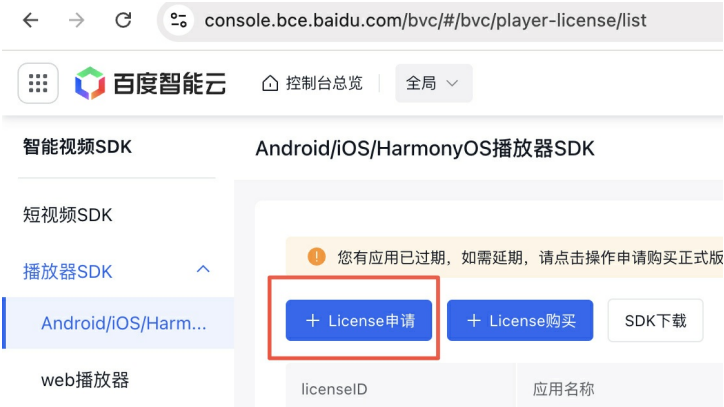 console.bce.baidu.com/bvc/#/bvc/player-license/list
百度智能云 控制台总览 全局
智能视频SDK
Android/iOS/HarmonyOS播放器SDK
短视频SDK
您有应用已过期，如需延期，请点击操作申请购买正式版
播放器SDK
+ License申请 + License购买 SDK下载
Android/iOS/Harm...
web播放器
licenseID 应用名称